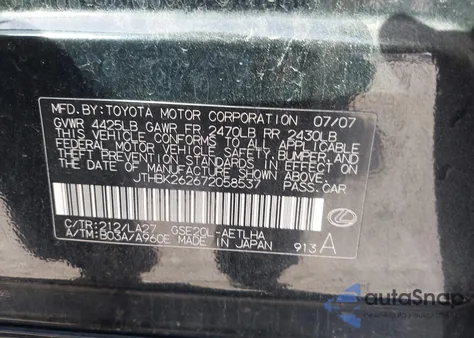 MFD.BY:TOYOTA MOTOR CORPORATION 07/07
GVWR 4425LB GAWR FR 2470LB RR 2430LB
THIS VEHICLE CONFORMS TO ALL APPLICABLE
FEDERAL MOTOR VEHICLE SAFETY, BUMPER, AND
THEFT PREVENTION STANDARDS IN EFFECT ON
THE DATE OF MANUFACTURE SHOWN ABOVE.
JTHBK262672058537 PASS.CAR
C/TR:212/LA27 GSE20L-AETLHA
A/TM:B03A/A960E MADE IN JAPAN 913 A
autoSnap